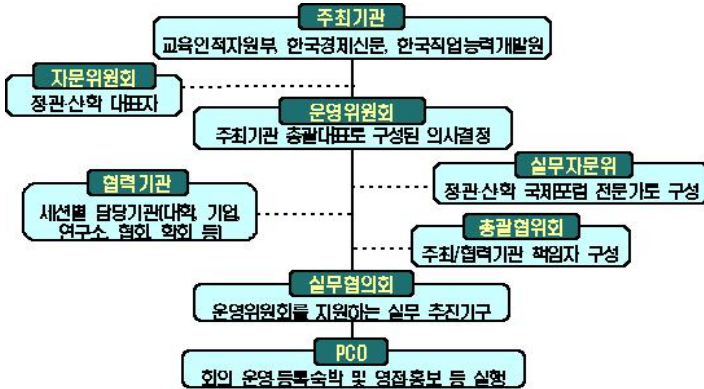 주최기관
교육인적자원부, 한국경제신문, 한국직업능력개발원
자문위원회
정관·산학 대표자
운영위원회
주최기관 총괄대표로 구성된 의사결정
실무자문위
정관·산학 국제포럼 전문가로 구성
협력기관
세션별 담당기관(대학, 기업,
연구소, 협회, 학회 등)
총괄협위회
주최/협력기관 책임자 구성
실무협의회
운영위원회를 지원하는 실무 추진기구
PCO
회의 운영·등록·숙박 및 영접·홍보 등 실행